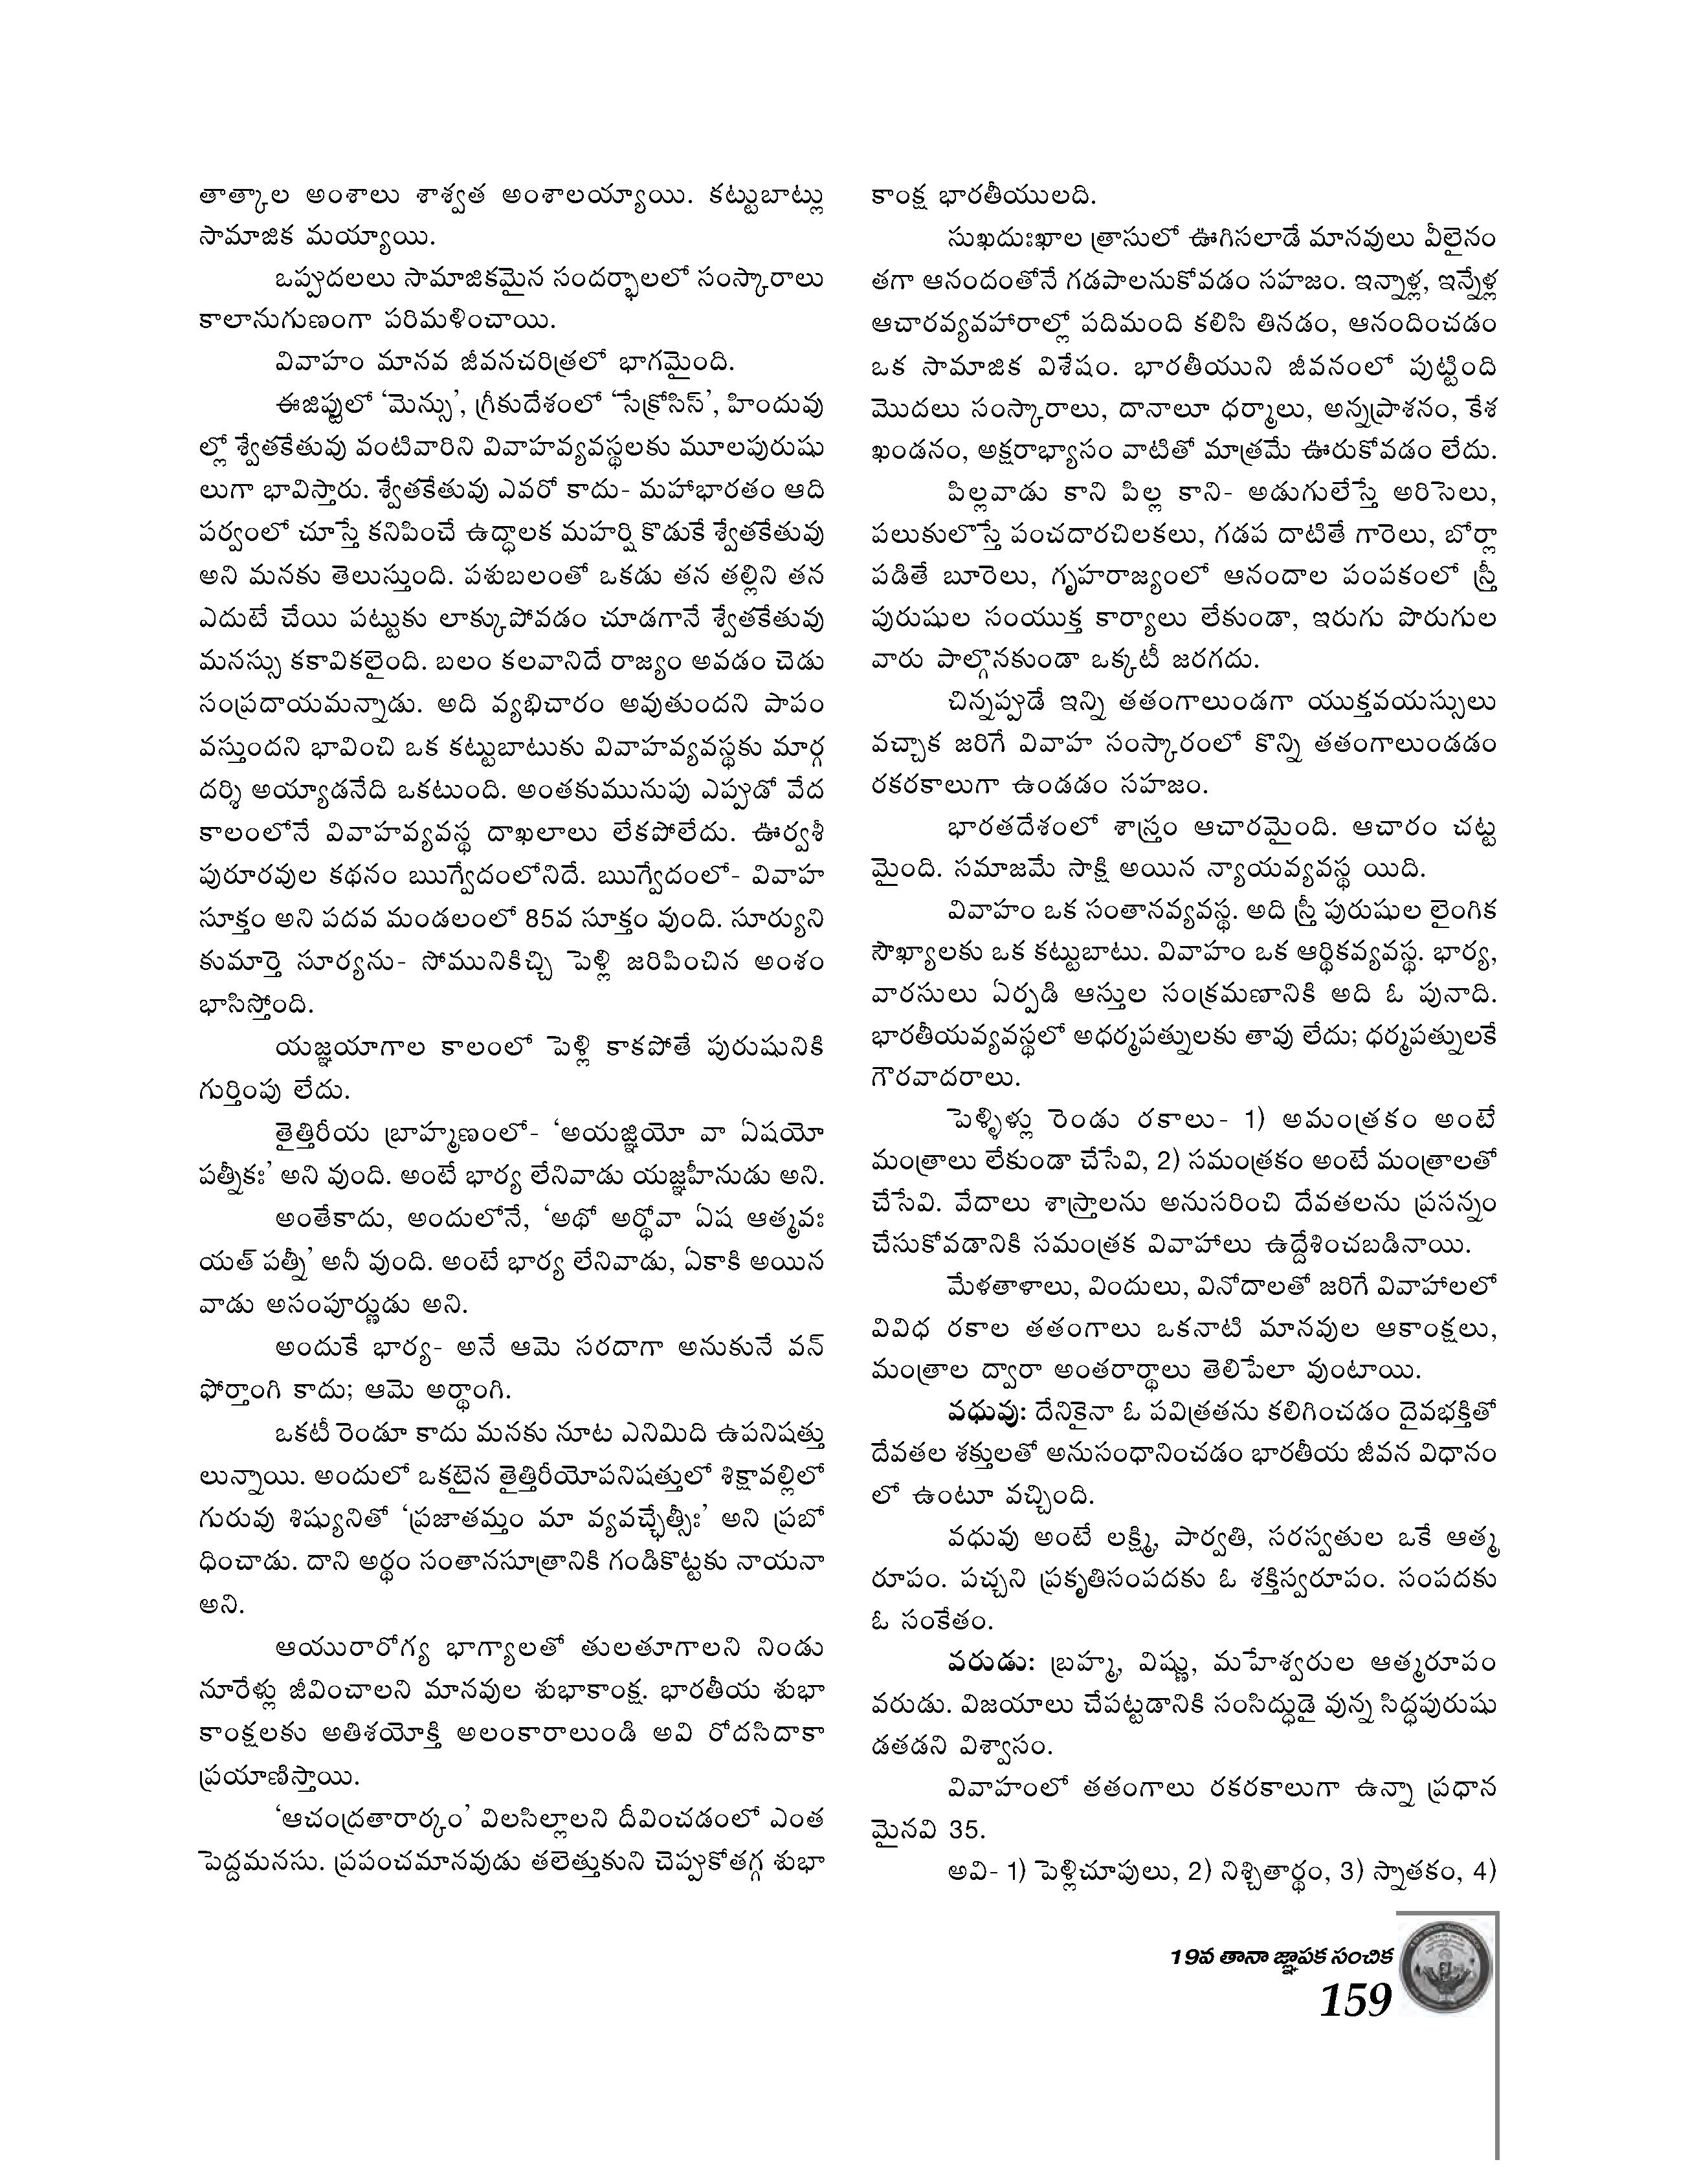 తాత్కాల అంశాలు శాశ్వత అంశాలయ్యాయి. కట్టుబాట్లు
సామాజిక మయ్యాయి.
ఒప్పుదలలు సామాజికమైన సందర్భాలలో సంస్కారాలు
కాలానుగుణంగా పరిమళించాయి.
వివాహం మానవ జీవనచరిత్రలో భాగమైంది.
ఈజిప్టులో ‘మెన్సు’, గ్రీకుదేశంలో ‘సేక్రోసిస్’, హిందువు
ల్లో శ్వేతకేతువు వంటివారిని వివాహవ్యవస్థలకు మూలపురుషు
లుగా భావిస్తారు. శ్వేతకేతువు ఎవరో కాదు- మహాభారతం ఆది
పర్వంలో చూస్తే కనిపించే ఉద్ధాలక మహర్షి కొడుకే శ్వేతకేతువు
అని మనకు తెలుస్తుంది. పశుబలంతో ఒకడు తన తల్లిని తన
ఎదుటే చేయి పట్టుకు లాక్కుపోవడం చూడగానే శ్వేతకేతువు
మనస్సు కకావికలైంది. బలం కలవానిదే రాజ్యం అవడం చెడు
సంప్రదాయమన్నాడు. అది వ్యభిచారం అవుతుందని పాపం
వస్తుందని భావించి ఒక కట్టుబాటుకు వివాహవ్యవస్థకు మార్గ
దర్శి అయ్యాడనేది ఒకటుంది. అంతకుమునుపు ఎప్పుడో వేద
కాలంలోనే వివాహవ్యవస్థ దాఖలాలు లేకపోలేదు. ఊర్వశీ
పురూరవుల కథనం ఋగ్వేదంలోనిదే. ఋగ్వేదంలో- వివాహ
సూక్తం అని పదవ మండలంలో 85వ సూక్తం వుంది. సూర్యుని
కుమార్తె సూర్యను- సోమునికిచ్చి పెళ్లి జరిపించిన అంశం
భాసిస్తోంది.
యజ్ఞయాగాల కాలంలో పెళ్లి కాకపోతే పురుషునికి
గుర్తింపు లేదు.
తైత్తిరీయ బ్రాహ్మణంలో- ‘అయజ్ఞియో వా ఏషయో
పత్నీకః’ అని వుంది. అంటే భార్య లేనివాడు యజ్ఞహీనుడు అని.
అంతేకాదు, అందులోనే, ‘అథో అర్థోవా ఏష ఆత్మవః
యత్ పత్నీ’ అనీ వుంది. అంటే భార్య లేనివాడు, ఏకాకి అయిన
వాడు అసంపూర్ణుడు అని.
అందుకే భార్య- అనే ఆమె సరదాగా అనుకునే వన్
ఫోర్తాంగి కాదు; ఆమె అర్థాంగి.
ఒకటీ రెండూ కాదు మనకు నూట ఎనిమిది ఉపనిషత్తు
లున్నాయి. అందులో ఒకటైన తైత్తిరీయోపనిషత్తులో శిక్షావల్లిలో
గురువు శిష్యునితో ‘ప్రజాతమ్తం మా వ్యవచ్ఛేత్సీః’ అని ప్రబో
ధించాడు. దాని అర్థం సంతానసూత్రానికి గండికొట్టకు నాయనా
అని.
ఆయురారోగ్య భాగ్యాలతో తులతూగాలని నిండు
నూరేళ్లు జీవించాలని మానవుల శుభాకాంక్ష. భారతీయ శుభా
కాంక్షలకు అతిశయోక్తి అలంకారాలుండి అవి రోదసిదాకా
ప్రయాణిస్తాయి.
‘ఆచంద్రతారార్కం’ విలసిల్లాలని దీవించడంలో ఎంత
పెద్దమనసు. ప్రపంచమానవుడు తలెత్తుకుని చెప్పుకోతగ్గ శుభా
కాంక్ష భారతీయులది.
సుఖదుఃఖాల త్రాసులో ఊగిసలాడే మానవులు వీలైనం
తగా ఆనందంతోనే గడపాలనుకోవడం సహజం. ఇన్నాళ్ల, ఇన్నేళ్ల
ఆచారవ్యవహారాల్లో పదిమంది కలిసి తినడం, ఆనందించడం
ఒక సామాజిక విశేషం. భారతీయుని జీవనంలో పుట్టింది
మొదలు సంస్కారాలు, దానాలూ ధర్మాలు, అన్నప్రాశనం, కేశ
ఖండనం, అక్షరాభ్యాసం వాటితో మాత్రమే ఊరుకోవడం లేదు.
పిల్లవాడు కాని పిల్ల కాని- అడుగులేస్తే అరిసెలు,
పలుకులొస్తే పంచదారచిలకలు, గడప దాటితే గారెలు, బోర్లా
పడితే బూరెలు, గృహరాజ్యంలో ఆనందాల పంపకంలో స్త్రీ
పురుషుల సంయుక్త కార్యాలు లేకుండా, ఇరుగు పొరుగుల
వారు పాల్గొనకుండా ఒక్కటీ జరగదు.
చిన్నప్పుడే ఇన్ని తతంగాలుండగా యుక్తవయస్సులు
వచ్చాక జరిగే వివాహ సంస్కారంలో కొన్ని తతంగాలుండడం
రకరకాలుగా ఉండడం సహజం.
భారతదేశంలో శాస్త్రం ఆచారమైంది. ఆచారం చట్ట
మైంది. సమాజమే సాక్షి అయిన న్యాయవ్యవస్థ యిది.
వివాహం ఒక సంతానవ్యవస్థ. అది స్త్రీ పురుషుల లైంగిక
సౌఖ్యాలకు ఒక కట్టుబాటు. వివాహం ఒక ఆర్థికవ్యవస్థ. భార్య,
వారసులు ఏర్పడి ఆస్తుల సంక్రమణానికి అది ఓ పునాది.
భారతీయవ్యవస్థలో అధర్మపత్నులకు తావు లేదు; ధర్మపత్నులకే
గౌరవాదరాలు.
పెళ్ళిళ్లు రెండు రకాలు- 1) అమంత్రకం అంటే
మంత్రాలు లేకుండా చేసేవి, 2) సమంత్రకం అంటే మంత్రాలతో
చేసేవి. వేదాలు శాస్త్రాలను అనుసరించి దేవతలను ప్రసన్నం
చేసుకోవడానికి సమంత్రక వివాహాలు ఉద్దేశించబడినాయి.
మేళతాళాలు, విందులు, వినోదాలతో జరిగే వివాహాలలో
వివిధ రకాల తతంగాలు ఒకనాటి మానవుల ఆకాంక్షలు,
మంత్రాల ద్వారా అంతరార్థాలు తెలిపేలా వుంటాయి.
వధువు: దేనికైనా ఓ పవిత్రతను కలిగించడం దైవభక్తితో
దేవతల శక్తులతో అనుసంధానించడం భారతీయ జీవన విధానం
లో ఉంటూ వచ్చింది.
వధువు అంటే లక్ష్మి, పార్వతి, సరస్వతుల ఒకే ఆత్మ
రూపం. పచ్చని ప్రకృతిసంపదకు ఓ శక్తిస్వరూపం. సంపదకు
ఓ సంకేతం.
వరుడు: బ్రహ్మ, విష్ణు, మహేశ్వరుల ఆత్మరూపం
వరుడు. విజయాలు చేపట్టడానికి సంసిద్ధుడై వున్న సిద్ధపురుషు
డతడని విశ్వాసం.
వివాహంలో తతంగాలు రకరకాలుగా ఉన్నా ప్రధాన
మైనవి 35.
అవి- 1) పెళ్లిచూపులు, 2) నిశ్చితార్థం, 3) స్నాతకం, 4)
19వ తానా జ్ఞాపక సంచిక
159